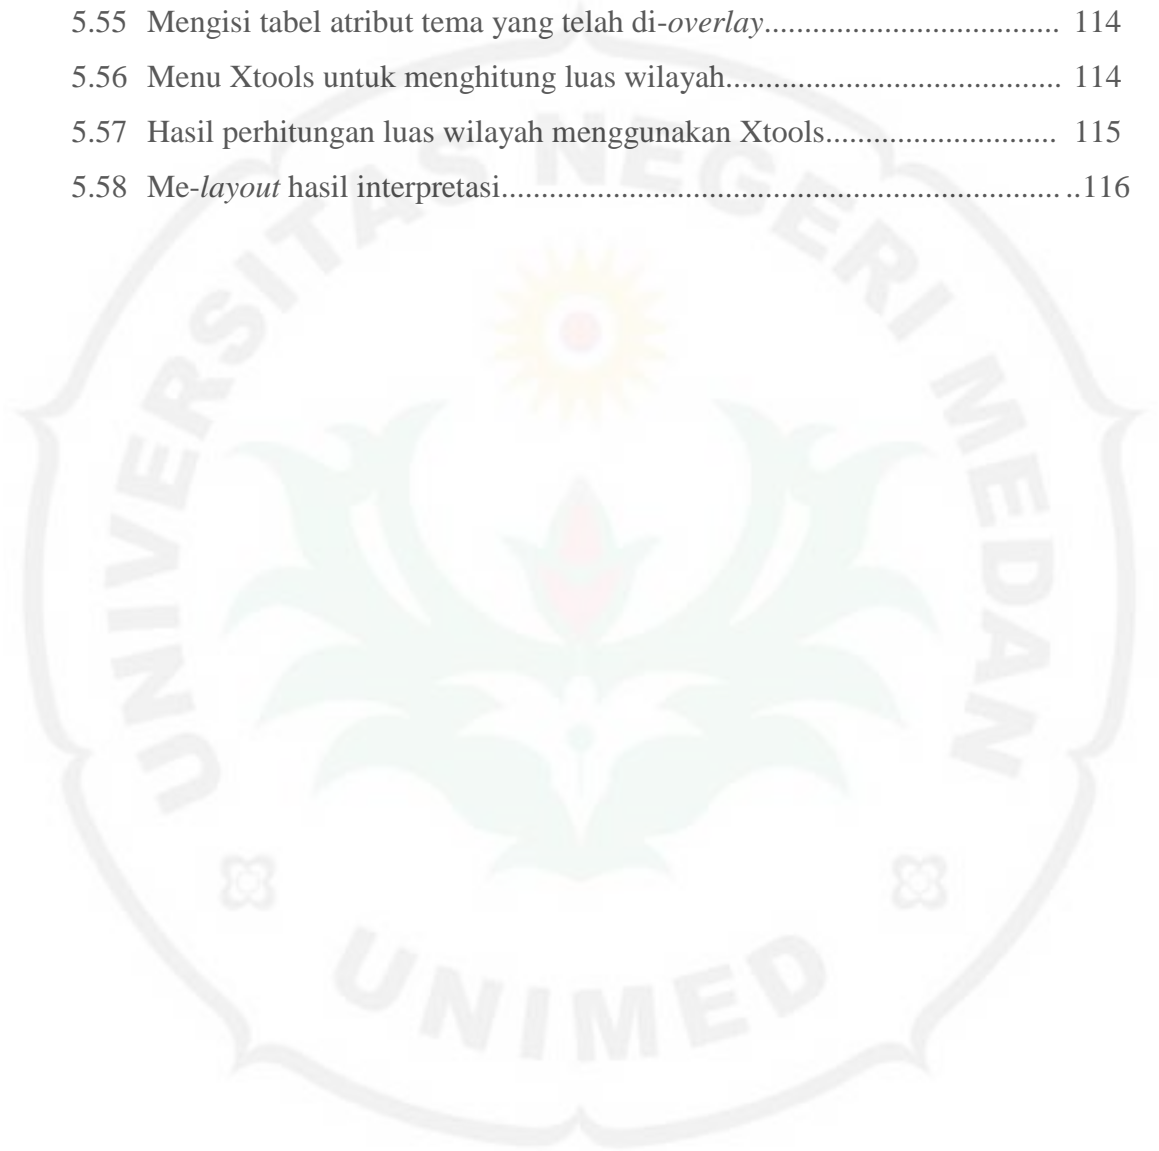 5.55 Mengisi tabel atribut tema yang telah di-overlay.................................... 114
5.56 Menu Xtools untuk menghitung luas wilayah......................................... 114
5.57 Hasil perhitungan luas wilayah menggunakan Xtools............................ 115
5.58 Me-layout hasil interpretasi.................................................................... ..116
UNIVERSITAS NEGERI MEDAN
UNIMED